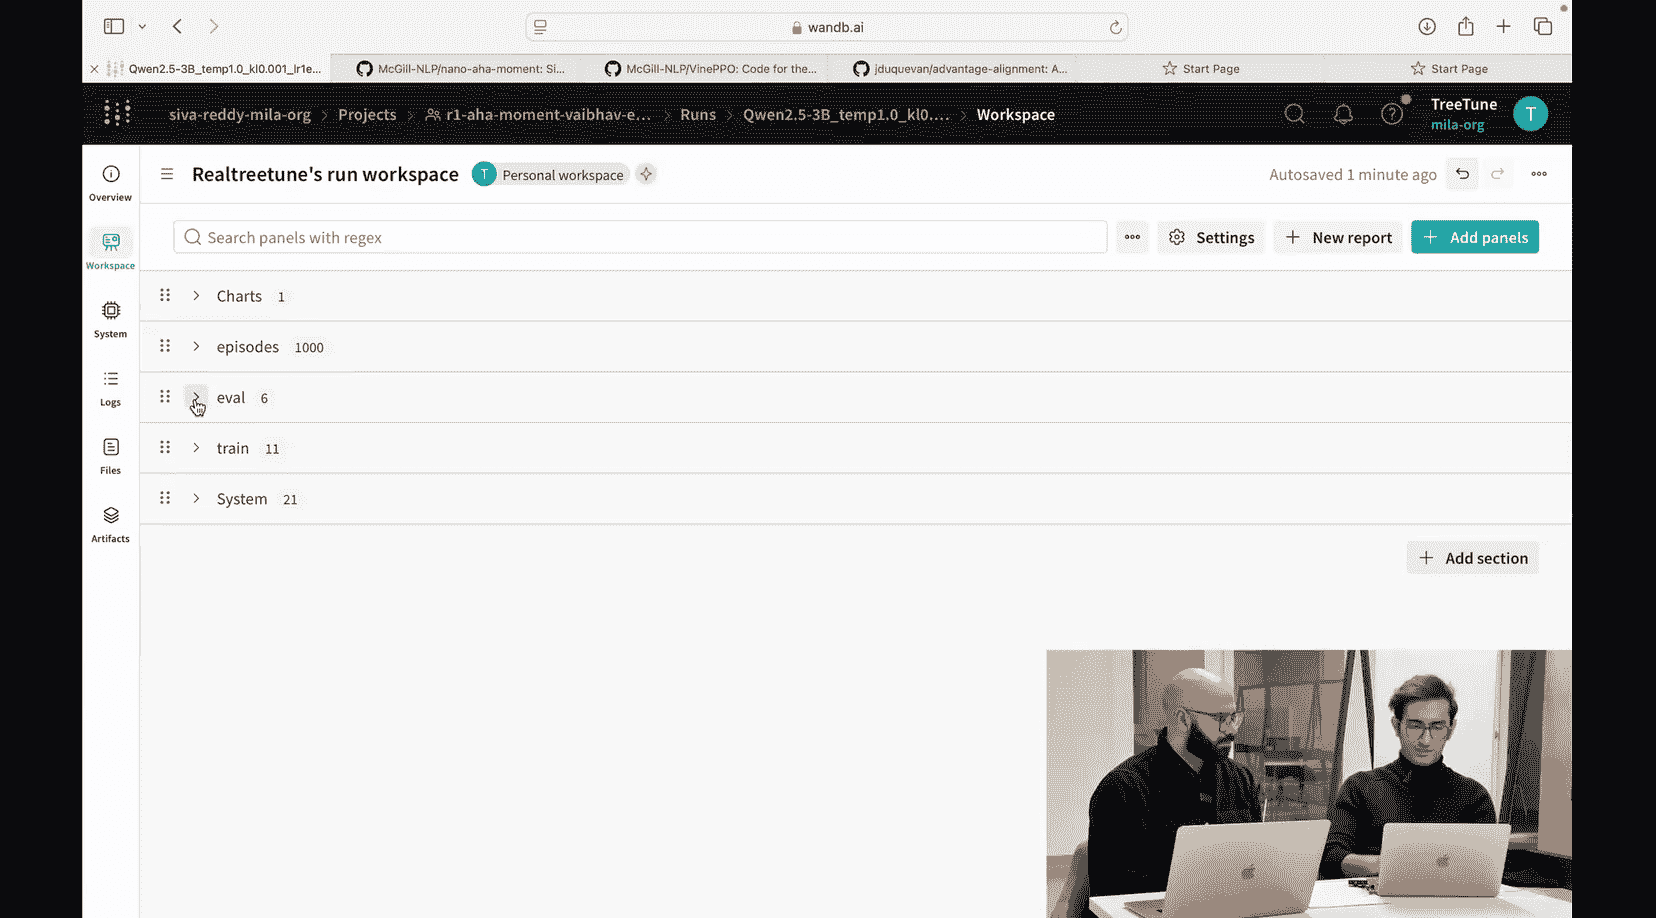 wandb.ai
Qwen2.5-3B_temp1.0_kl0.001_lr1e...
McGill-NLP/nano-aha-moment: Si...
McGill-NLP/VinePPO: Code for the...
jduquevan/advantage-alignment: A...
Start Page
Start Page
siva-reddy-mila-org
Projects
r1-aha-moment-vaibhav-e...
Runs
Qwen2.5-3B_temp1.0_kl0....
Workspace
TreeTune
mila-org
T
Overview
Workspace
System
Logs
Files
Artifacts
Realtreetune's run workspace
T
Personal workspace
Autosaved 1 minute ago
Search panels with regex
Settings
New report
Add panels
Charts 1
episodes 1000
eval 6
train 11
System 21
Add section